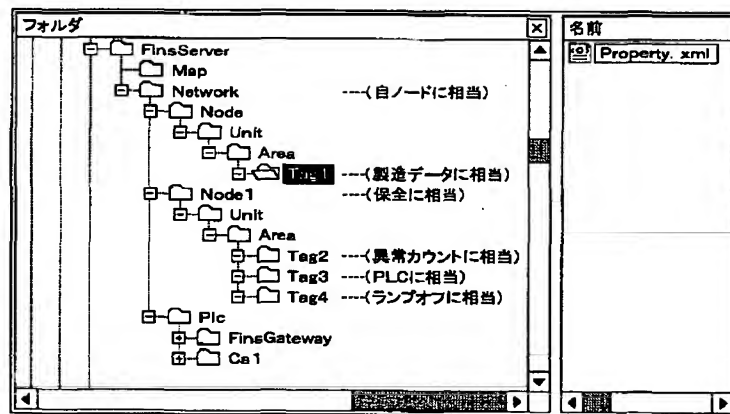 フォルダ
名前
FinsServer
Property. xml
Map
Network ----(自ノードに相当)
Node
Unit
Area
Tag1 ----(製造データに相当)
Node1 ----(保全に相当)
Unit
Area
Tag2 ----(異常カウントに相当)
Tag3 ----(PLCに相当)
Tag4 ----(ランプオフに相当)
Plc
FinsGateway
Ca1